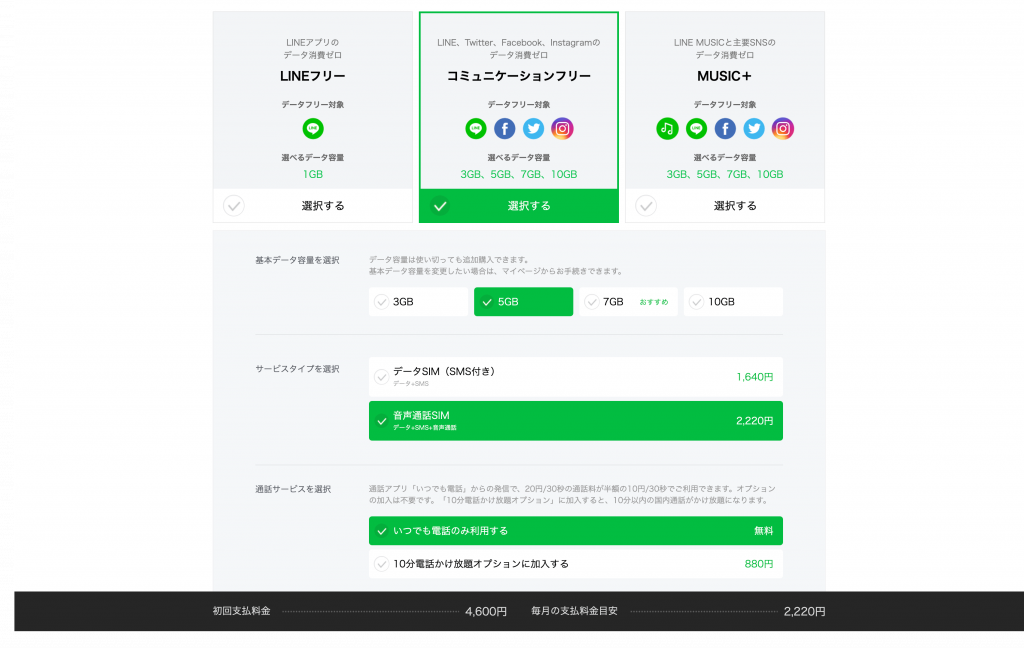 LINEアプリの
データ消費ゼロ
LINEフリー
データフリー対象
LINE
選べるデータ容量
1GB
選択する
LINE、Twitter、Facebook、Instagramの
データ消費ゼロ
コミュニケーションフリー
データフリー対象
LINE
選べるデータ容量
3GB、5GB、7GB、10GB
選択する
LINE MUSICと主要SNSの
データ消費ゼロ
MUSIC＋
データフリー対象
LINE
選べるデータ容量
3GB、5GB、7GB、10GB
選択する
基本データ容量を選択
データ容量は使い切っても追加購入できます。
基本データ容量を変更したい場合は、マイページからお手続きできます。
3GB
5GB
7GB おすすめ
10GB
サービスタイプを選択
データSIM（SMS付き）
データ+SMS
1,640円
音声通話SIM
データ+SMS+音声通話
2,220円
通話サービスを選択
通話アプリ「いつでも電話」からの発信で、20円/30秒の通話料が半額の10円/30秒でご利用できます。オプション
の加入は不要です。「10分電話かけ放題オプション」に加入すると、10分以内の国内通話がかけ放題になります。
いつでも電話のみ利用する 無料
10分電話かけ放題オプションに加入する 880円
初回支払料金 4,600円 毎月の支払料金目安 2,220円